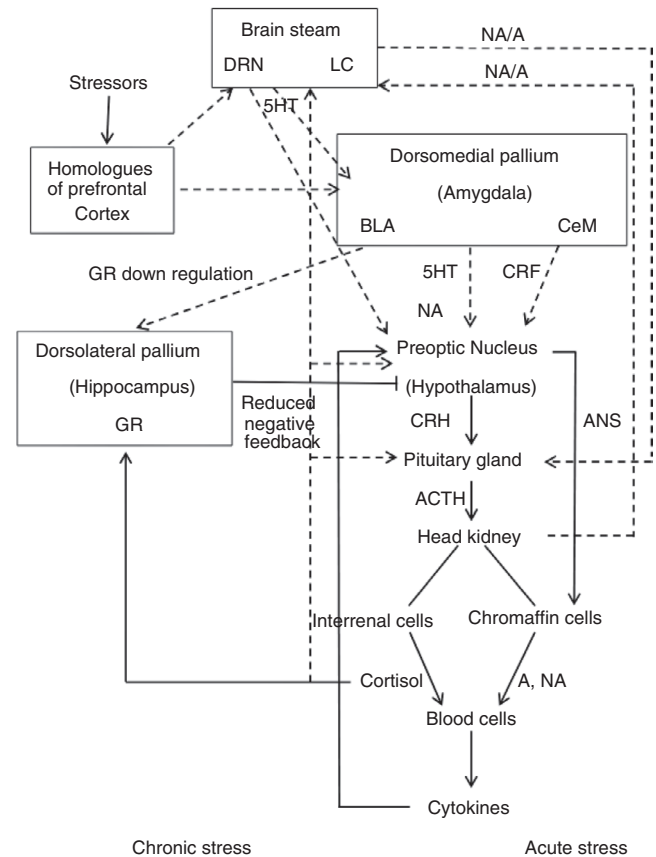 Brain steam
DRN LC
NA/A
NA/A
Stressors
5HT
Homologues
of prefrontal
Cortex
Dorsomedial pallium
(Amygdala)
BLA CeM
GR down regulation
5HT CRF
NA
Dorsolateral pallium
(Hippocampus)
GR
Preoptic Nucleus
(Hypothalamus)
Reduced
negative
feedback
CRH
ANS
Pituitary gland
ACTH
Head kidney
Interrenal cells
Chromaffin cells
Cortisol
A, NA
Blood cells
Cytokines
Chronic stress
Acute stress